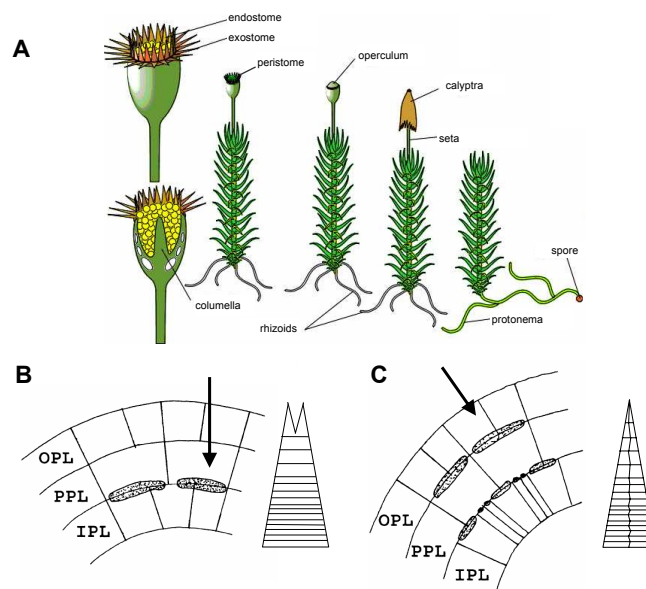 A
endostome
exostome
peristome
operculum
calyptra
seta
spore
columella
rhizoids
protonema
B
OPL
PPL
IPL
C
OPL
PPL
IPL